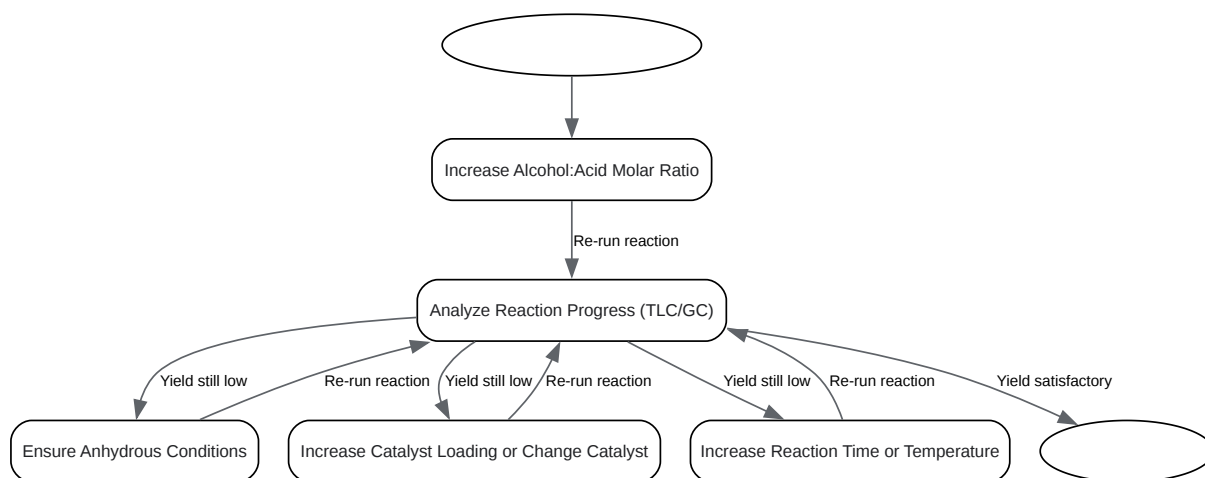 Increase Alcohol:Acid Molar Ratio
Re-run reaction
Analyze Reaction Progress (TLC/GC)
Yield still low
Re-run reaction
Yield still low
Re-run reaction
Yield still low
Re-run reaction
Yield satisfactory
Ensure Anhydrous Conditions
Increase Catalyst Loading or Change Catalyst
Increase Reaction Time or Temperature